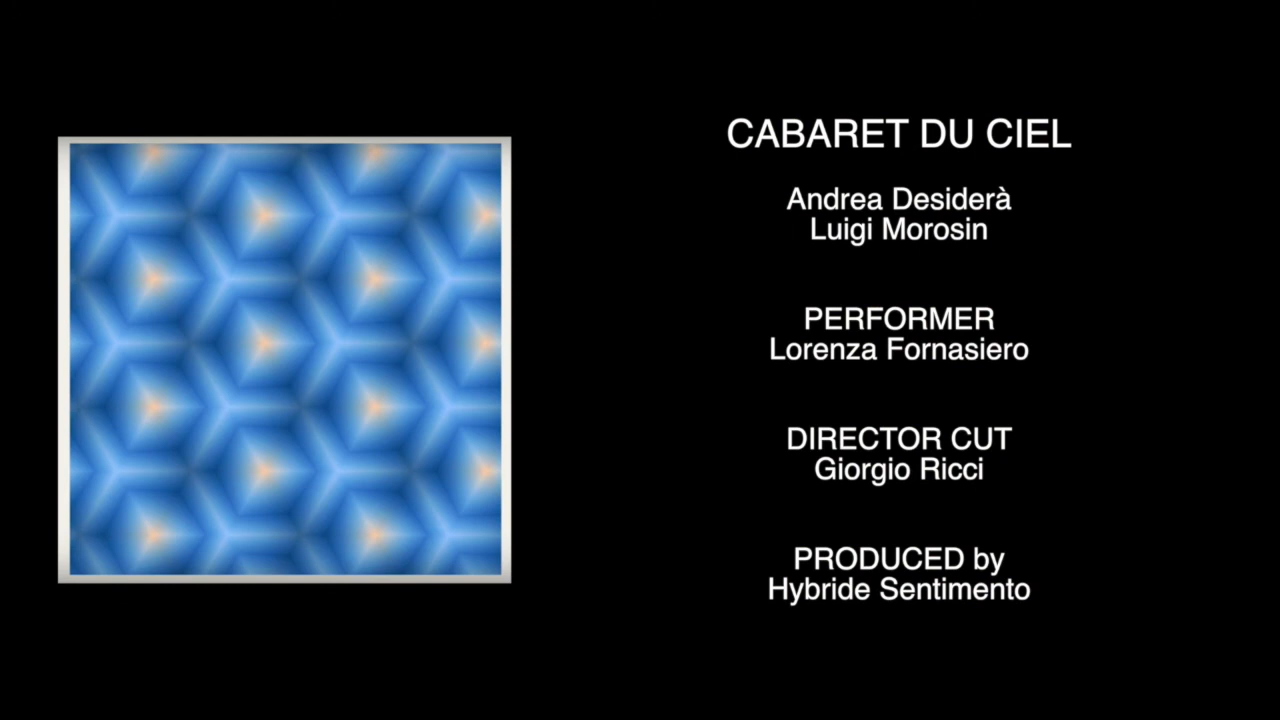 CABARET DU CIEL
Andrea Desiderà
Luigi Morosin
PERFORMER
Lorenza Fornasiero
DIRECTOR CUT
Giorgio Ricci
PRODUCED by
Hybride Sentimento